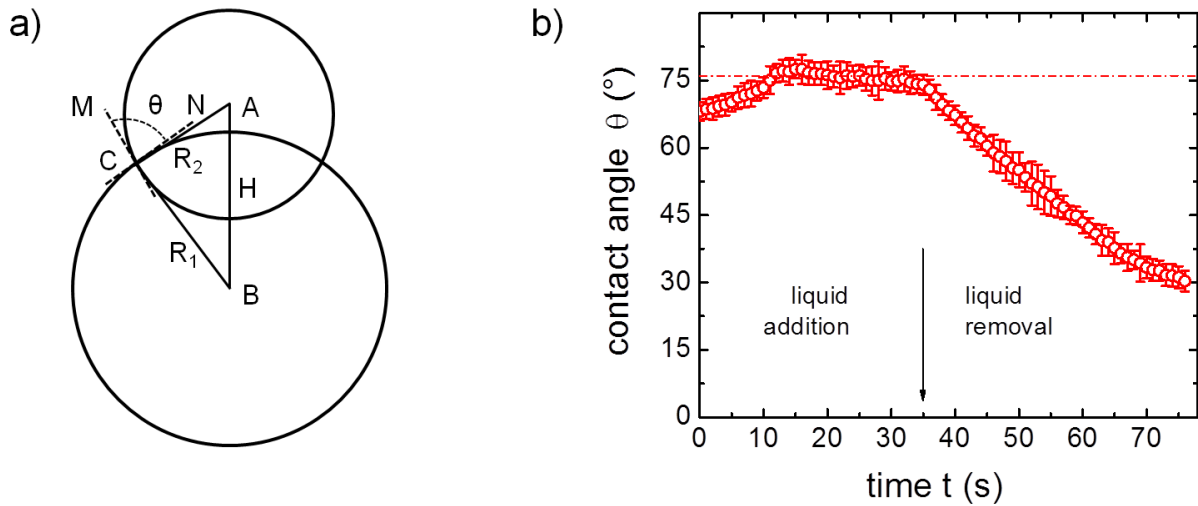 a)
M
θ
N
A
C
R2
H
R1
B
b)
contact angle θ (°)
75
60
45
30
15
0
liquid
addition
liquid
removal
0 10 20 30 40 50 60 70
time t (s)